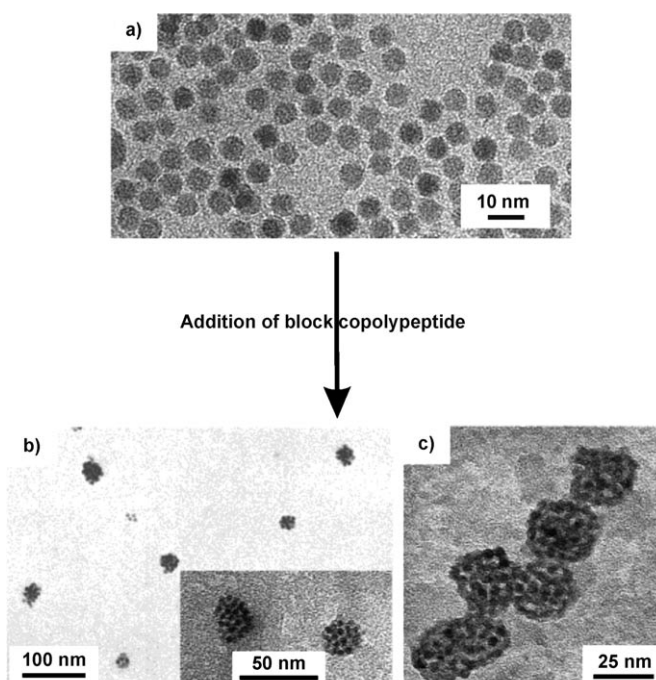 a)
10 nm
Addition of block copolypeptide
b)
c)
100 nm
50 nm
25 nm